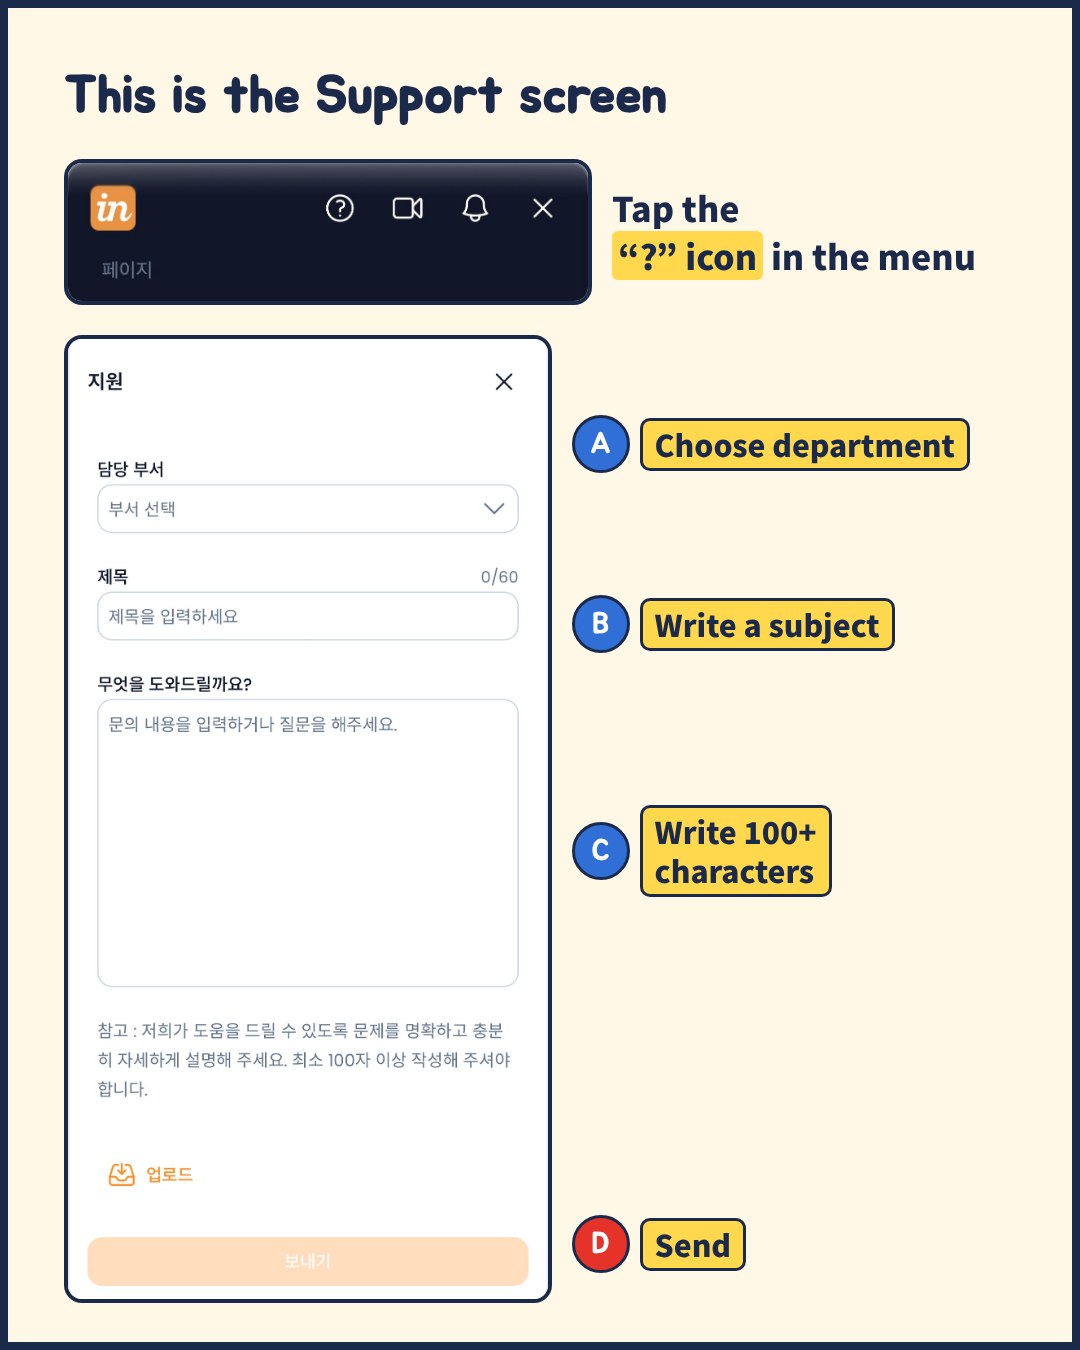 This is the Support screen
in
페이지
Tap the
“?” icon in the menu
지원
담당 부서
부서 선택
제목 0/60
제목을 입력하세요
무엇을 도와드릴까요?
문의 내용을 입력하거나 질문을 해주세요.
참고 : 저희가 도움을 드릴 수 있도록 문제를 명확하고 충분
히 자세하게 설명해 주세요. 최소 100자 이상 작성해 주셔야
합니다.
업로드
보내기
A Choose department
B Write a subject
C Write 100+
characters
D Send